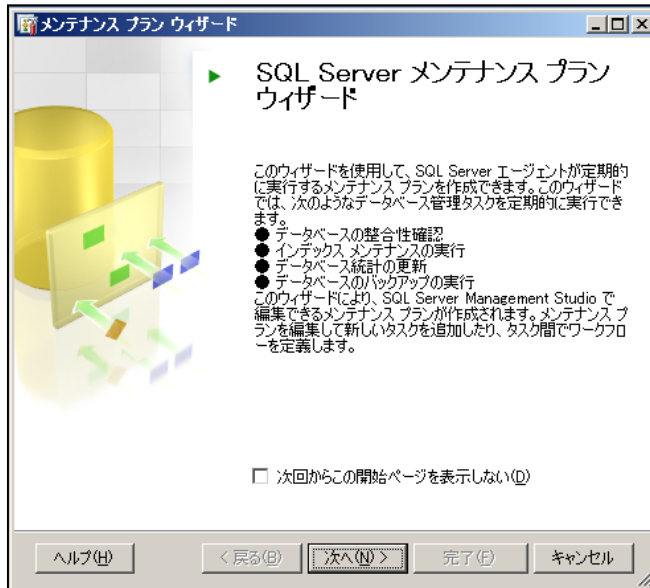 メンテナンス プラン ウィザード
SQL Server メンテナンス プラン
ウィザード
このウィザードを使用して、SQL Server エージェントが定期的
に実行するメンテナンス プランを作成できます。このウィザード
では、次のようなデータベース管理タスクを定期的に実行でき
ます。
● データベースの整合性確認
● インデックス メンテナンスの実行
● データベース統計の更新
● データベースのバックアップの実行
このウィザードにより、SQL Server Management Studio で
編集できるメンテナンス プランが作成されます。メンテナンス プ
ランを編集して新しいタスクを追加したり、タスク間でワークフロ
ーを定義します。
次回からこの開始ページを表示しない(D)
ヘルプ(H) < 戻る(B) 次へ(N) > 完了(F) キャンセル